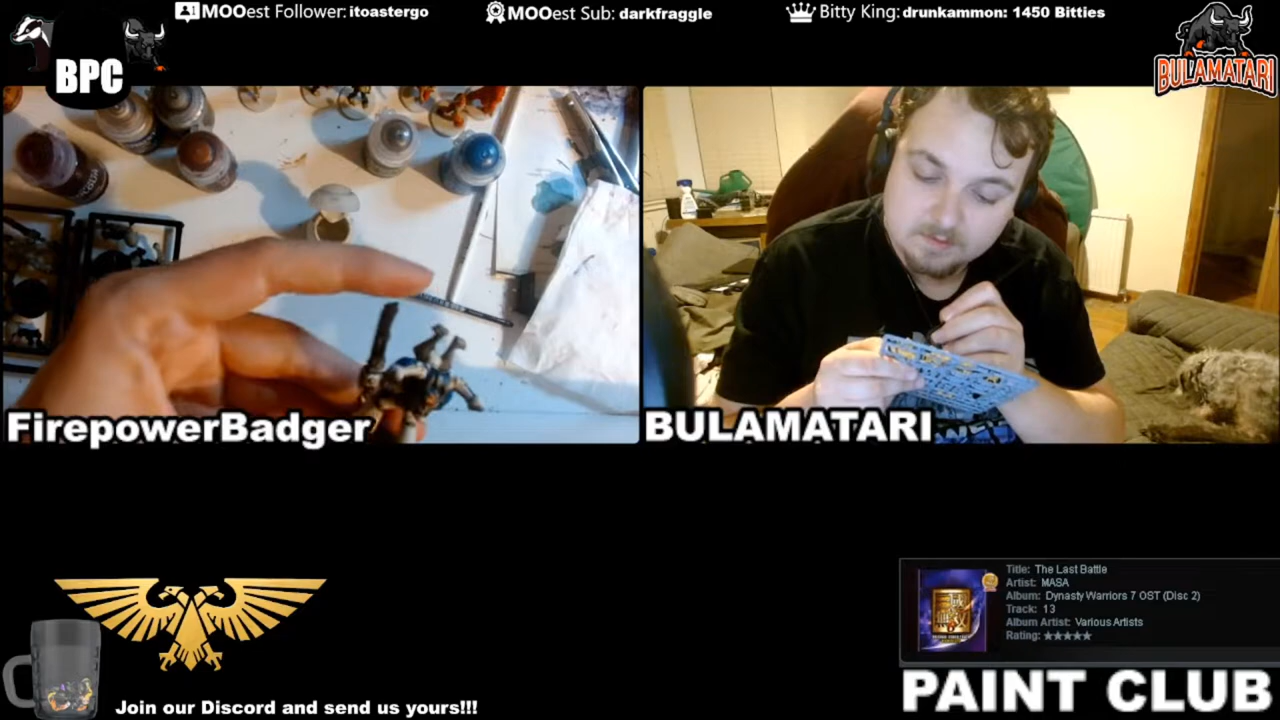 MOOest Follower: itoastergo
MOOest Sub: darkfraggle
Bitty King: drunkammon: 1450 Bitties
BPC
BULAMATARI
FirepowerBadger
BULAMATARI
Title: The Last Battle
Artist: MASA
Album: Dynasty Warriors 7 OST (Disc 2)
Track: 13
Album Artist: Various Artists
Rating: ★★★★★
Join our Discord and send us yours!!!
PAINT CLUB